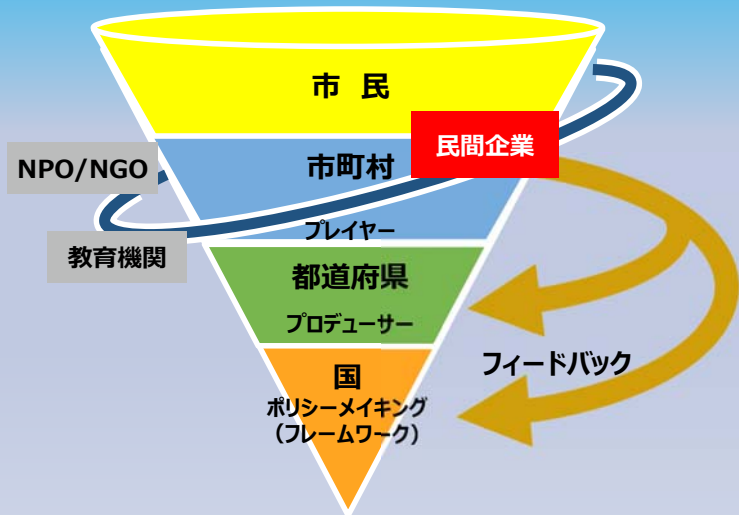 市 民
民間企業
市町村
NPO/NGO
プレイヤー
教育機関
都道府県
プロデューサー
国
フィードバック
ポリシーメイキング
（フレームワーク）